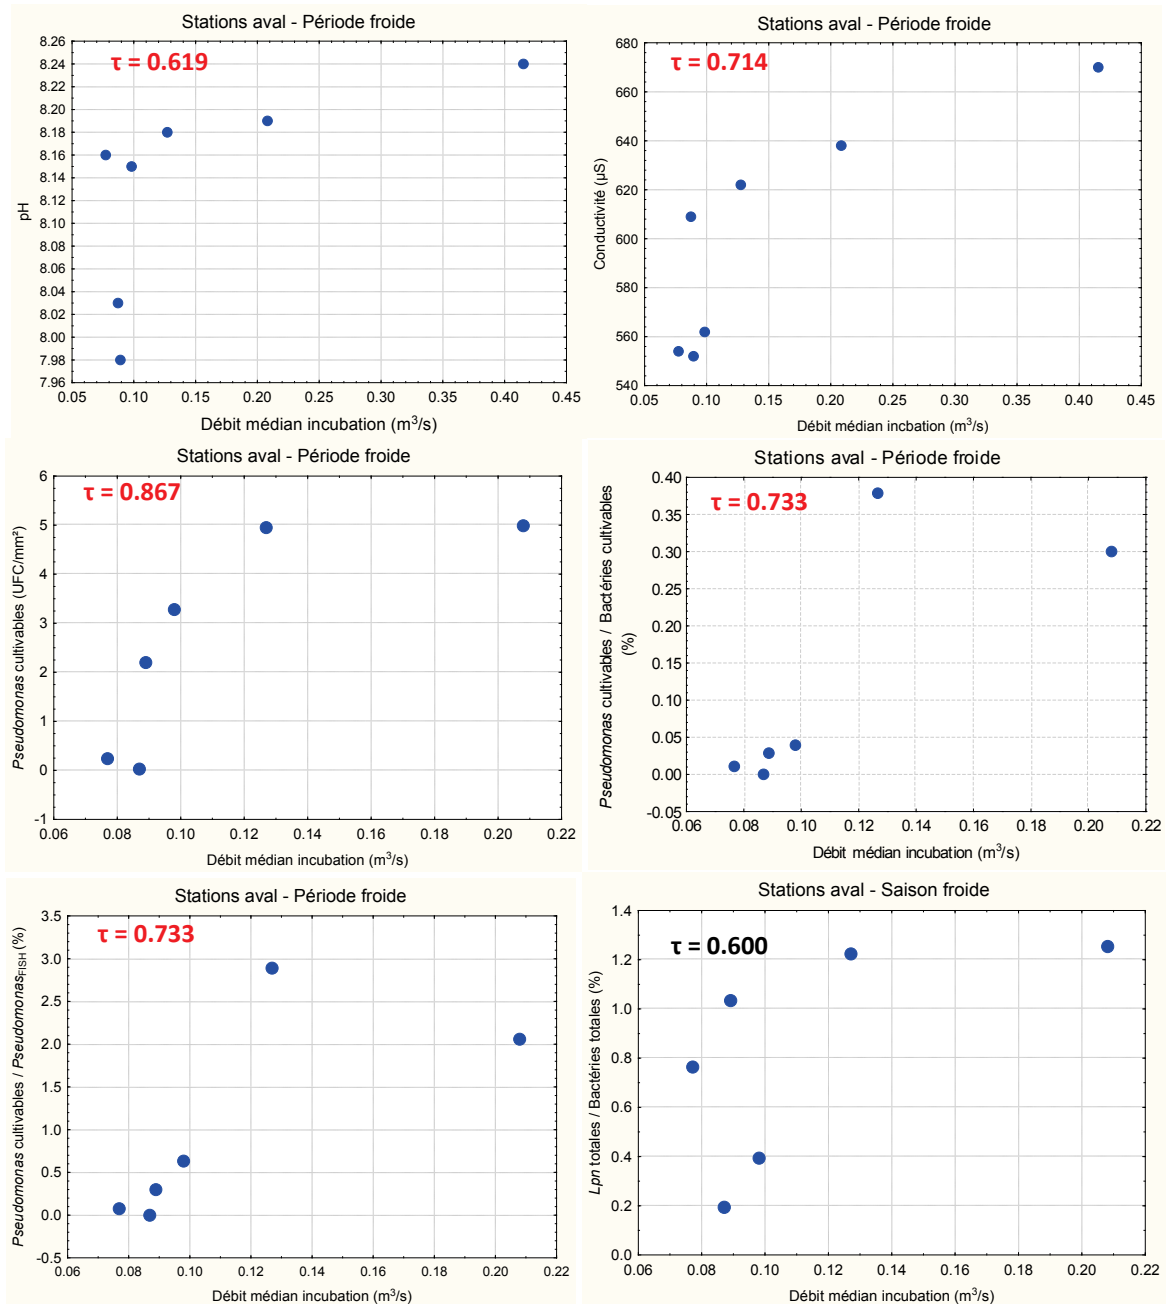 Stations aval - Période froide
τ = 0.619
8.26
8.24
8.22
8.20
8.18
8.16
8.14
8.12
8.10
8.08
8.06
8.04
8.02
8.00
7.98
7.96
pH
0.05 0.10 0.15 0.20 0.25 0.30 0.35 0.40 0.45
Débit médian incubation (m³/s)
Stations aval - Période froide
τ = 0.714
680
660
640
620
600
580
560
540
Conductivité (µS)
0.05 0.10 0.15 0.20 0.25 0.30 0.35 0.40 0.45
Débit médian incbation (m³/s)
Stations aval - Période froide
τ = 0.867
6
5
4
3
2
1
0
-1
Pseudomonas cultivables (UFC/mm²)
0.06 0.08 0.10 0.12 0.14 0.16 0.18 0.20 0.22
Débit médian incubation (m³/s)
Stations aval - Période froide
τ = 0.733
0.40
0.35
0.30
0.25
0.20
0.15
0.10
0.05
0.00
-0.05
Pseudomonas cultivables / Bactéries cultivables
(%)
0.06 0.08 0.10 0.12 0.14 0.16 0.18 0.20 0.22
Débit médian incubation (m³/s)
Stations aval - Période froide
τ = 0.733
3.5
3.0
2.5
2.0
1.5
1.0
0.5
0.0
-0.5
Pseudomonas cultivables / Pseudomonas FISH (%)
0.06 0.08 0.10 0.12 0.14 0.16 0.18 0.20 0.22
Débit médian incubation (m³/s)
Stations aval - Saison froide
τ = 0.600
1.4
1.2
1.0
0.8
0.6
0.4
0.2
0.0
Lpn totales / Bactéries totales (%)
0.06 0.08 0.10 0.12 0.14 0.16 0.18 0.20 0.22
Débit médian incubation (m³/s)